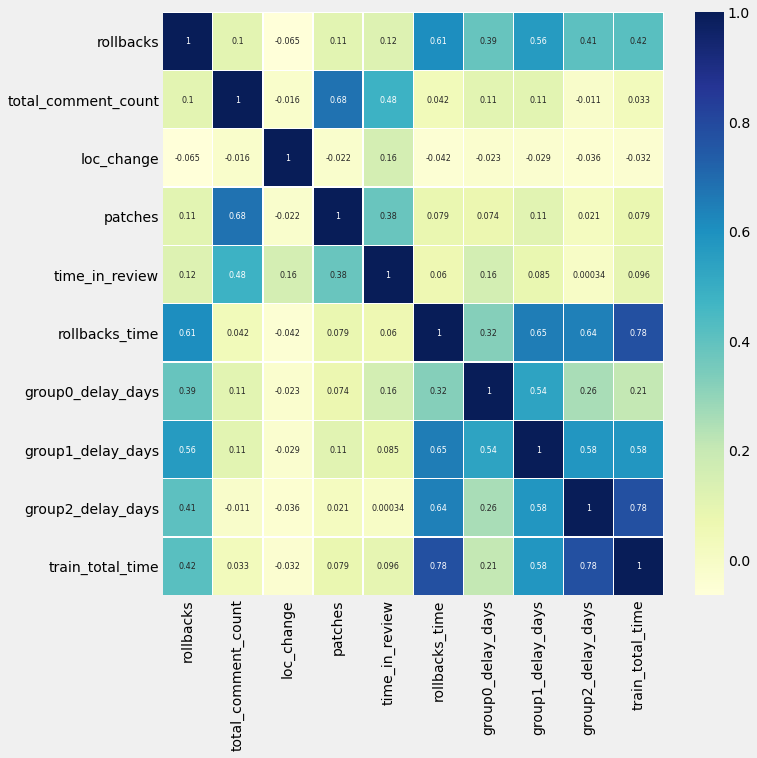 rollbacks 1 0.1 -0.065 0.11 0.12 0.61 0.39 0.56 0.41 0.42 1.0
total_comment_count 0.1 1 -0.016 0.68 0.48 0.042 0.11 0.11 -0.011 0.033
0.8
loc_change -0.065 -0.016 1 -0.022 0.16 -0.042 -0.023 -0.029 -0.036 -0.032
patches 0.11 0.68 -0.022 1 0.38 0.079 0.074 0.11 0.021 0.079
0.6
time_in_review 0.12 0.48 0.16 0.38 1 0.06 0.16 0.085 0.00034 0.096
rollbacks_time 0.61 0.042 -0.042 0.079 0.06 1 0.32 0.65 0.64 0.78
0.4
group0_delay_days 0.39 0.11 -0.023 0.074 0.16 0.32 1 0.54 0.26 0.21
group1_delay_days 0.56 0.11 -0.029 0.11 0.085 0.65 0.54 1 0.58 0.58
0.2
group2_delay_days 0.41 -0.011 -0.036 0.021 0.00034 0.64 0.26 0.58 1 0.78
train_total_time 0.42 0.033 -0.032 0.079 0.096 0.78 0.21 0.58 0.78 1
0.0
rollbacks
total_comment_count
loc_change
patches
time_in_review
rollbacks_time
group0_delay_days
group1_delay_days
group2_delay_days
train_total_time